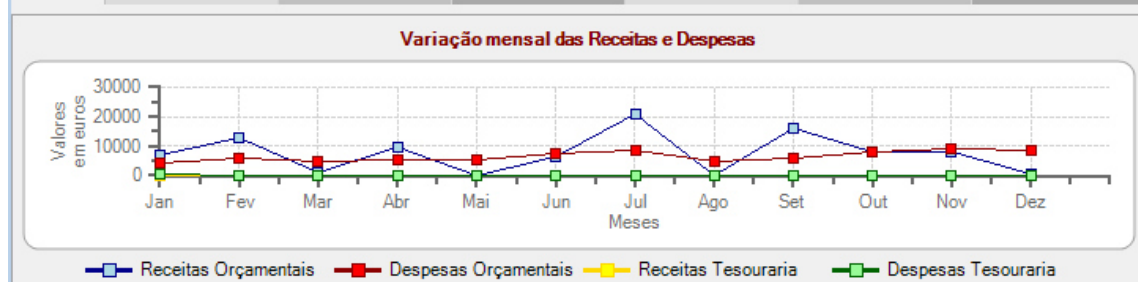 Variação mensal das Receitas e Despesas
Valores
em euros
30000
20000
10000
0
Jan Fev Mar Abr Mai Jun Jul Ago Set Out Nov Dez
Meses
Receitas Orçamentais Despesas Orçamentais Receitas Tesouraria Despesas Tesouraria